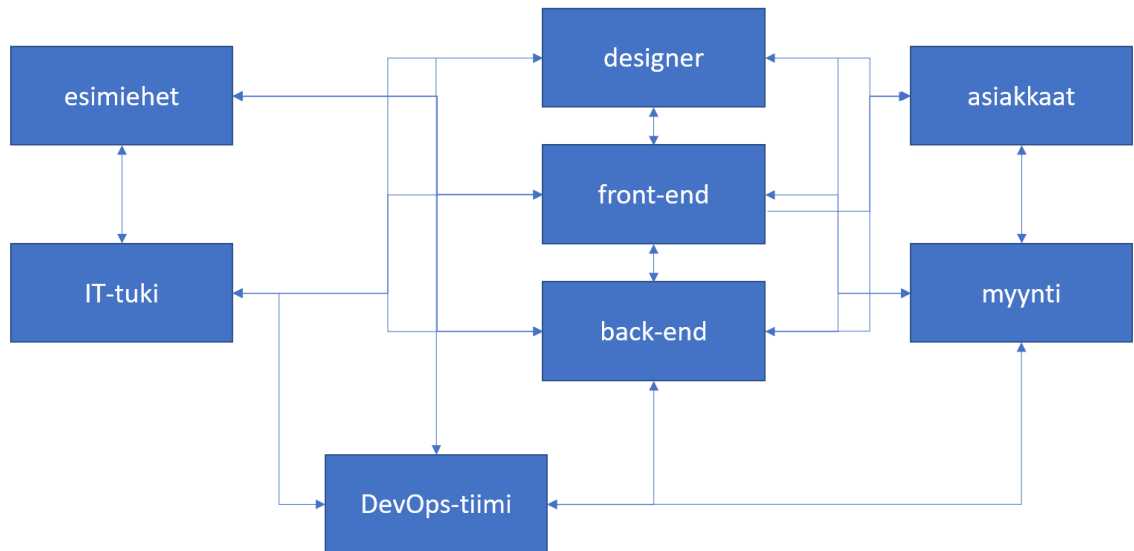 designer
esimiehet
asiakkaat
front-end
IT-tuki
myynti
back-end
DevOps-tiimi